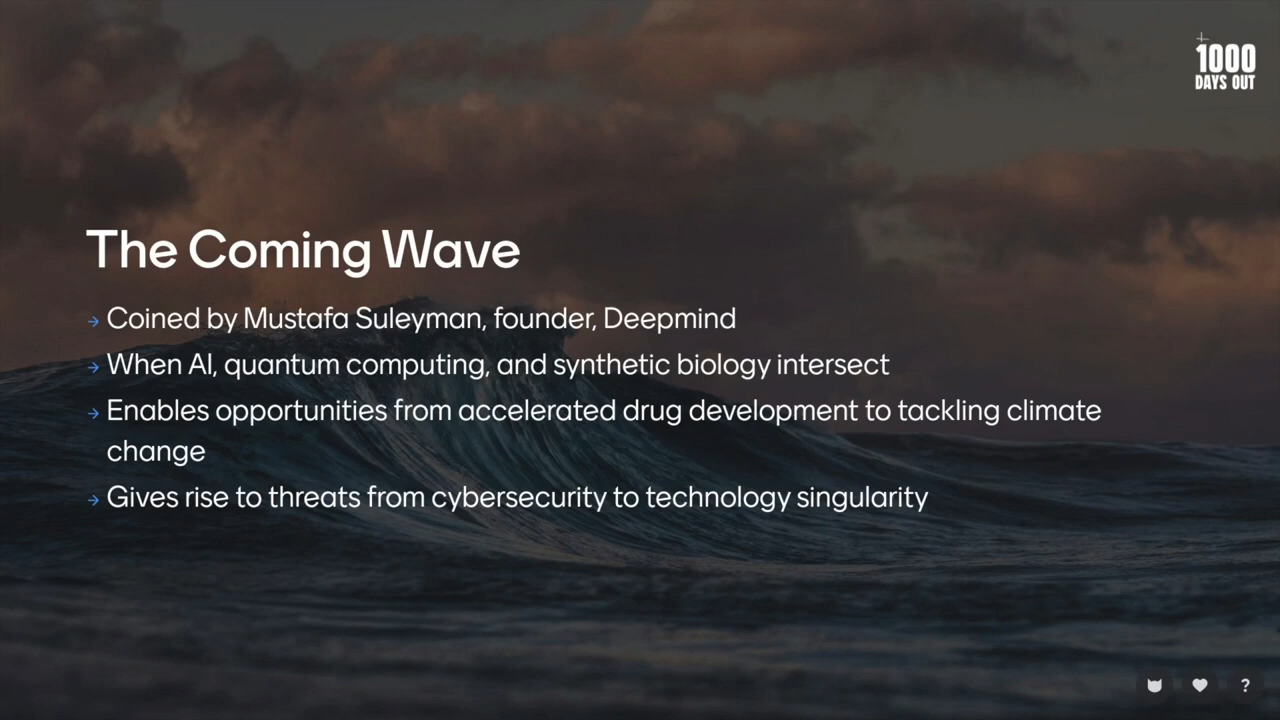 1000
DAYS OUT
The Coming Wave
→ Coined by Mustafa Suleyman, founder, Deepmind
→ When AI, quantum computing, and synthetic biology intersect
→ Enables opportunities from accelerated drug development to tackling climate
change
→ Gives rise to threats from cybersecurity to technology singularity
?